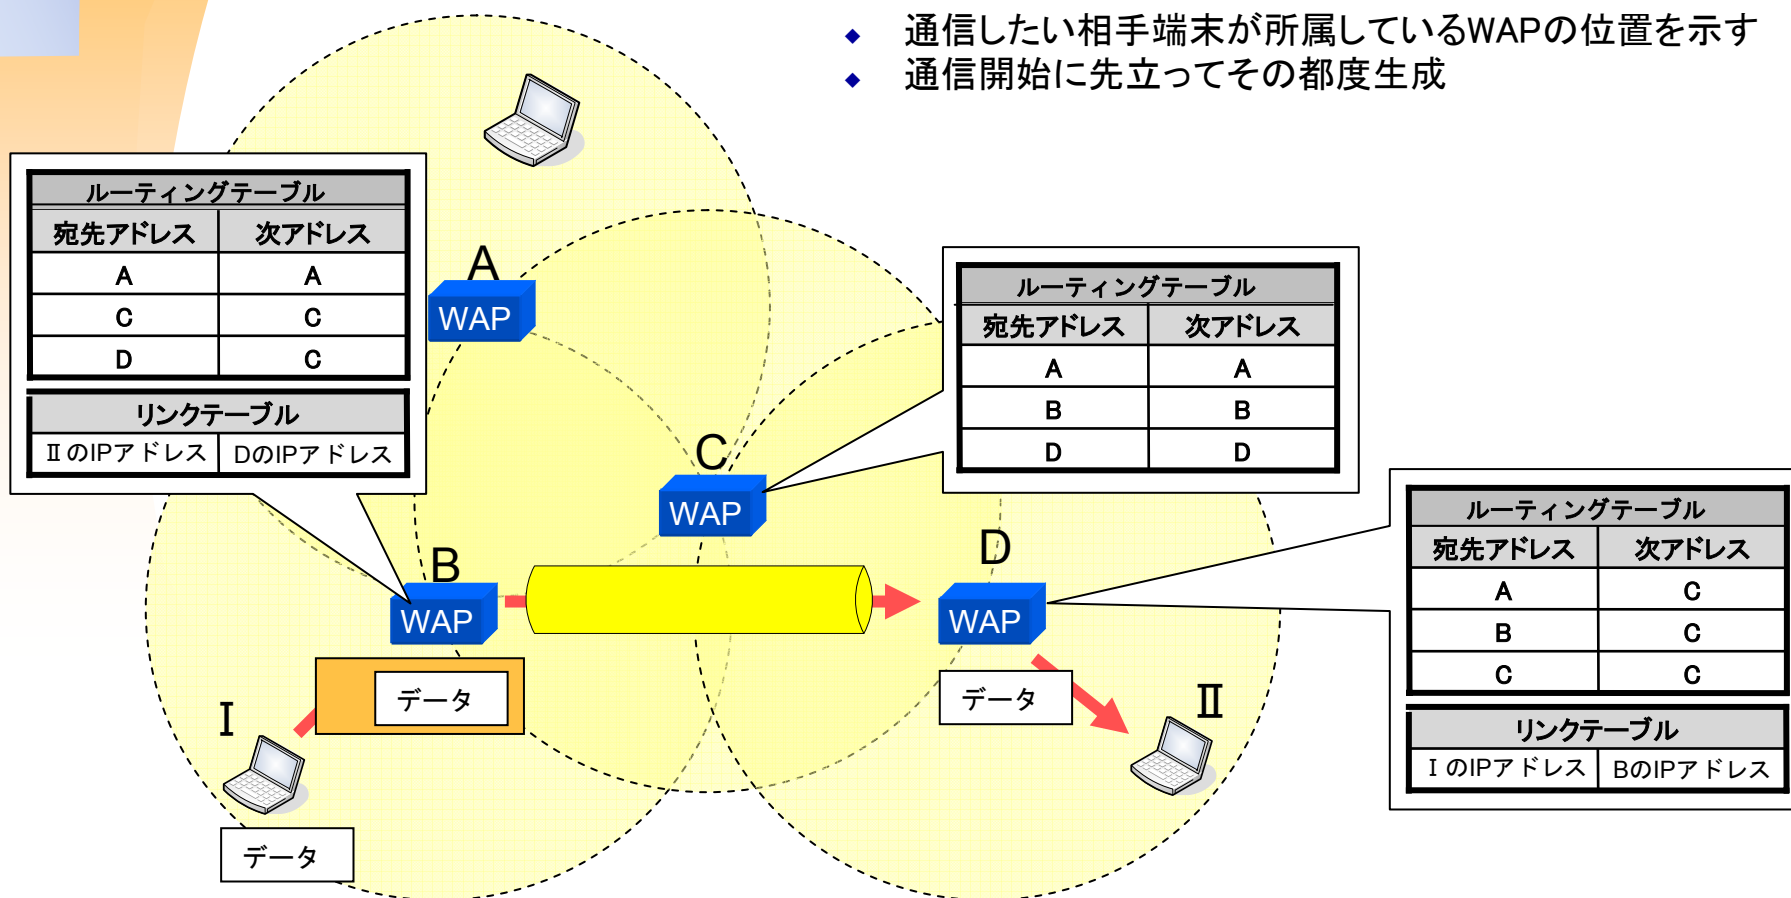 通信したい相手端末が所属しているWAPの位置を示す
通信開始に先立ってその都度生成
ルーティングテーブル
宛先アドレス 次アドレス
A A
C C
D C
リンクテーブル
ⅡのIPアドレス DのIPアドレス
A
WAP
ルーティングテーブル
宛先アドレス 次アドレス
A A
B B
D D
C
WAP
ルーティングテーブル
宛先アドレス 次アドレス
A C
B C
C C
リンクテーブル
ⅠのIPアドレス BのIPアドレス
B
WAP
D
WAP
データ
データ
Ⅰ
Ⅱ
データ